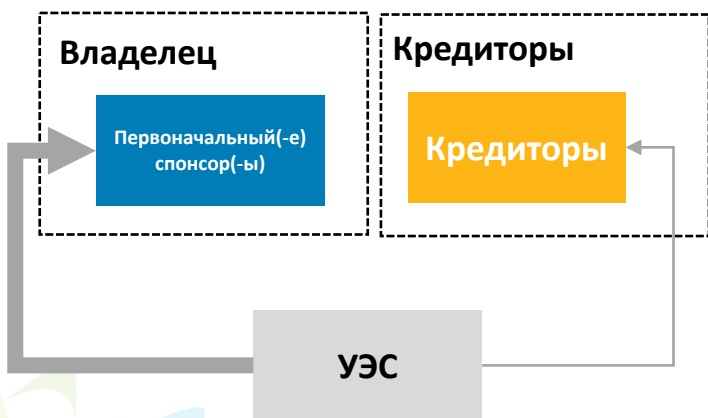 Владелец
Кредиторы
Первоначальный(-е)
спонсор(-ы)
Кредиторы
УЭС